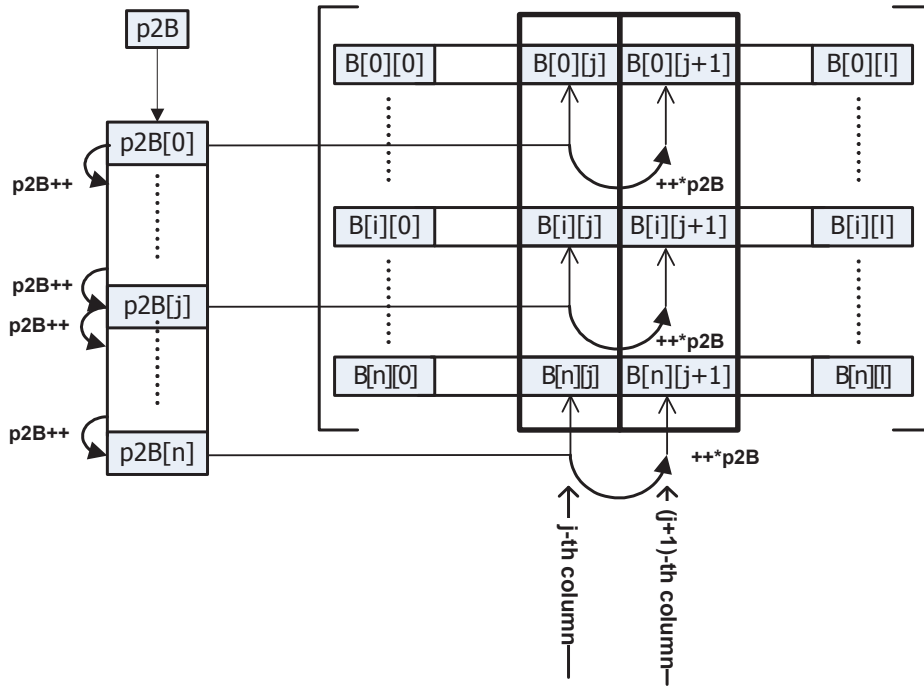 p2B
B[0][0] B[0][j] B[0][j+1] B[0][l]
p2B[0]
p2B++
++*p2B
B[i][0] B[i][j] B[i][j+1] B[i][l]
p2B++
p2B[j]
p2B++
++*p2B
B[n][0] B[n][j] B[n][j+1] B[n][l]
p2B++
p2B[n]
++*p2B
j-th column
(j+1)-th column